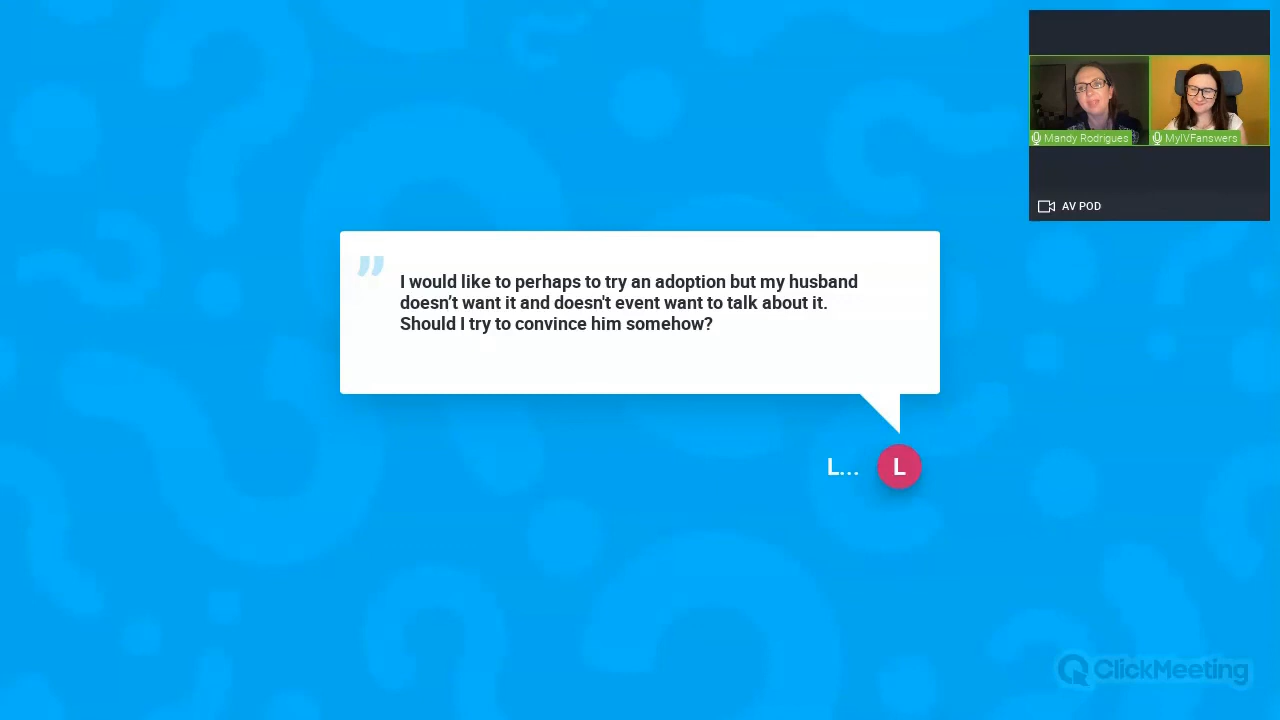 Mandy Rodrigues
MyIVFanswers
AV POD
I would like to perhaps to try an adoption but my husband
doesn’t want it and doesn't event want to talk about it.
Should I try to convince him somehow?
L...
L
ClickMeeting